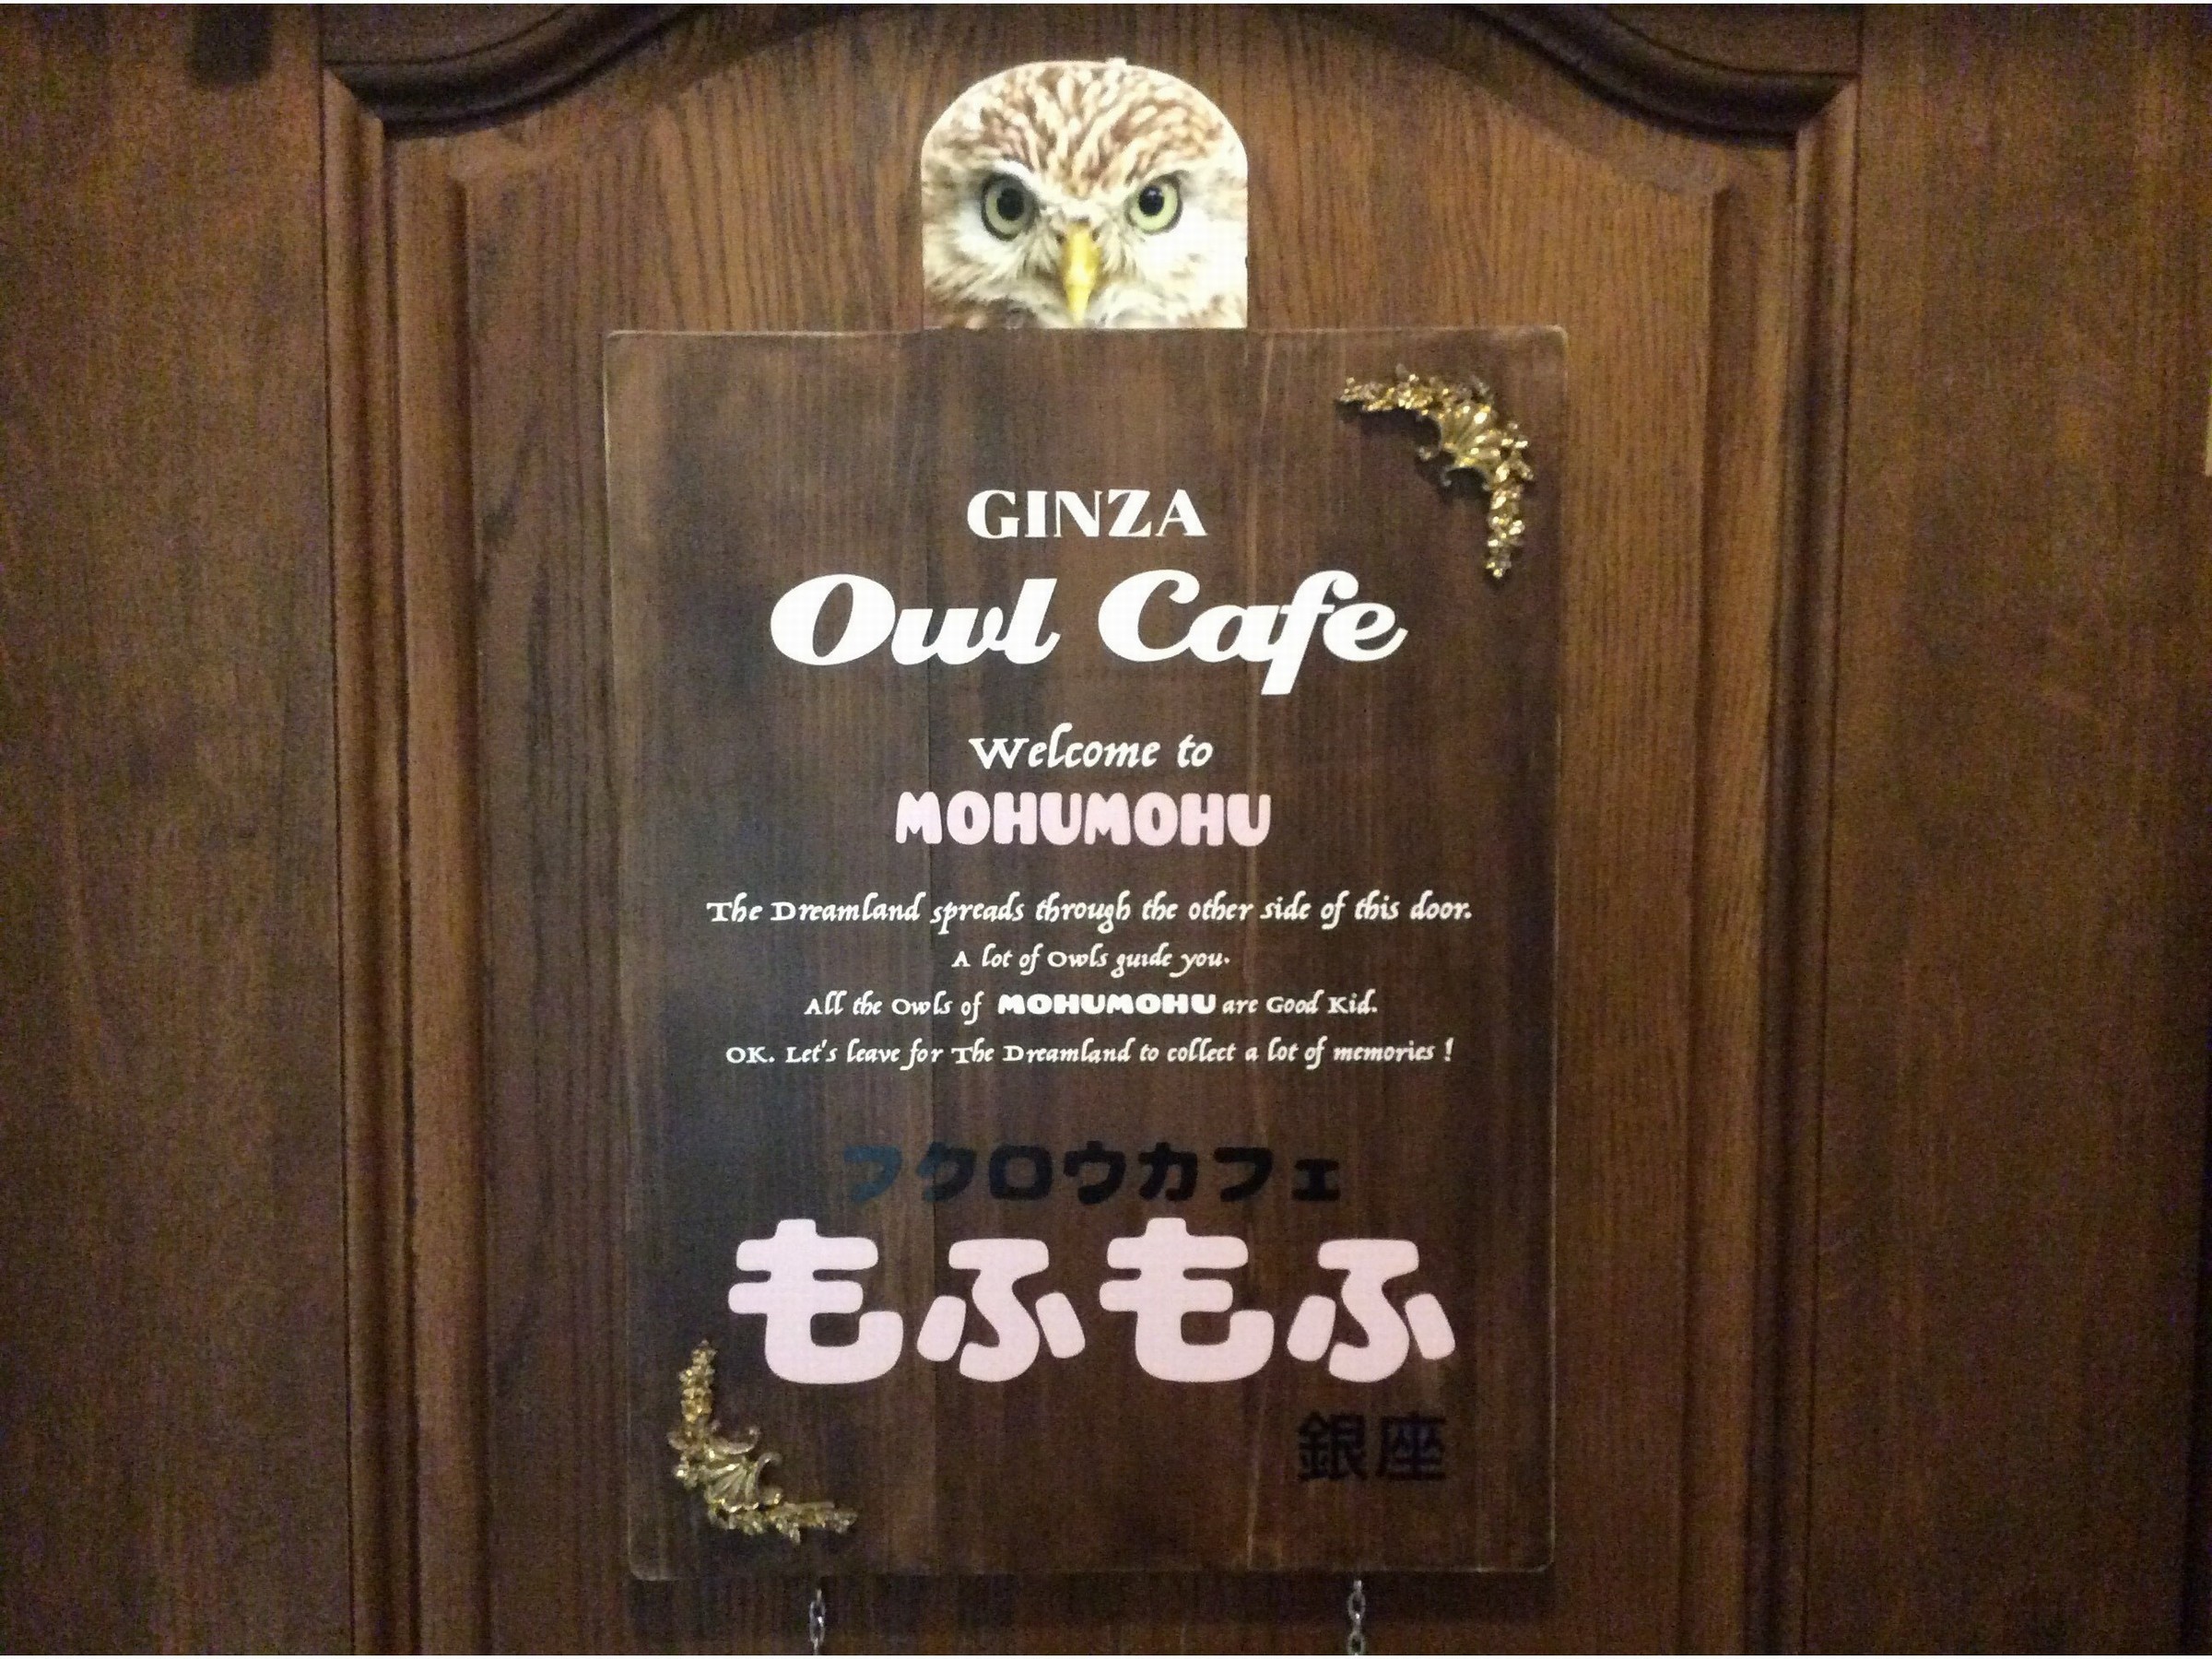 GINZA
Owl Cafe
Welcome to
MOHUMOHU
The Dreamland spreads through the other side of this door.
A lot of Owls guide you.
All the Owls of MOHUMOHU are Good Kid.
OK. Let's leave for The Dreamland to collect a lot of memories !
フクロウカフェ
もふもふ
銀座